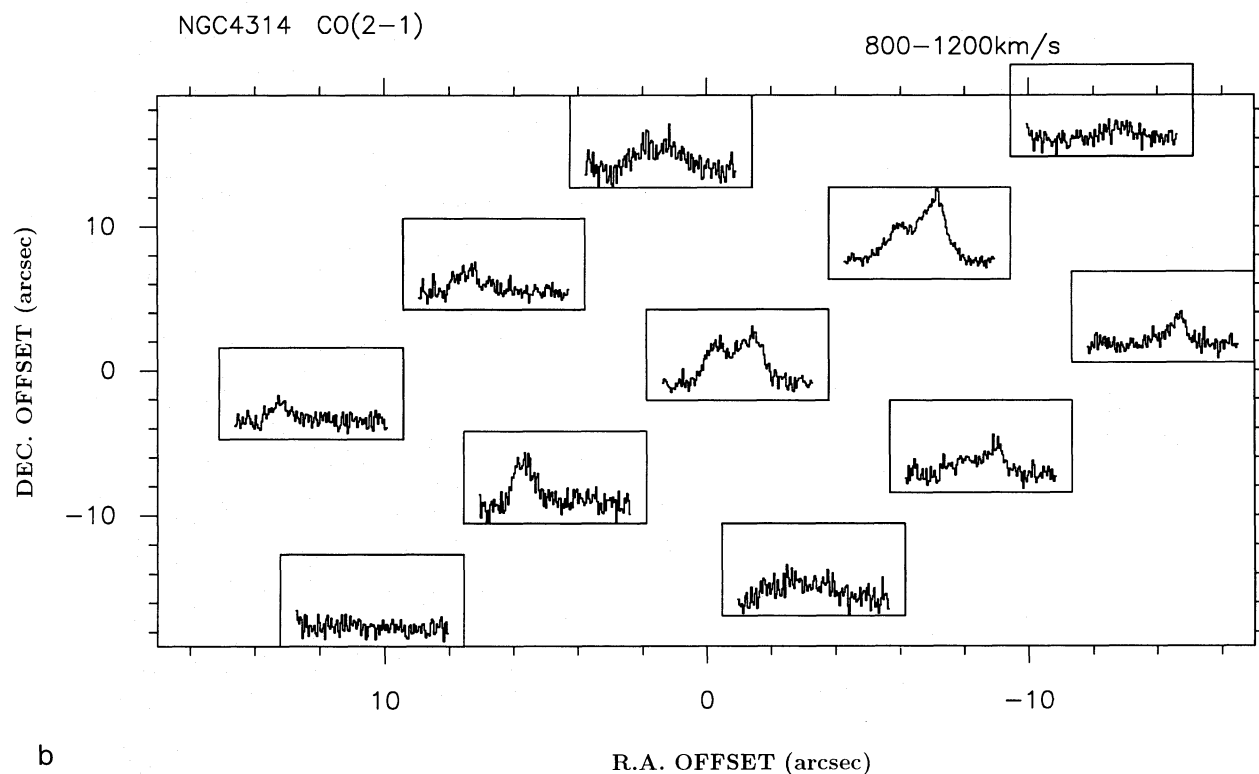 NGC4314 CO(2-1)
800-1200km/s
10
0
-10
DEC. OFFSET (arcsec)
10
0
-10
b
R.A. OFFSET (arcsec)